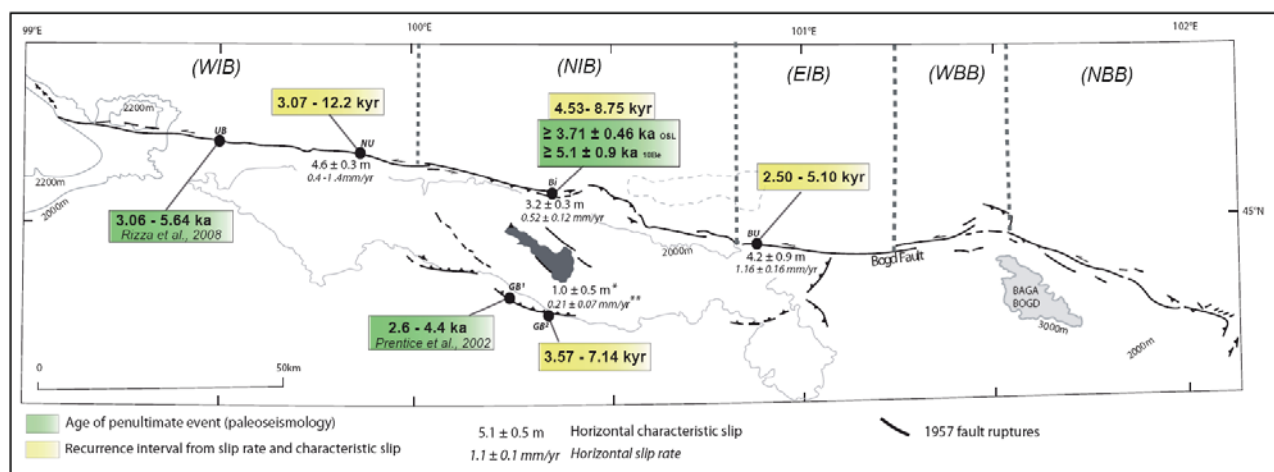 99°E
100°E
101°E
102°E
(WIB)
(NIB)
(EIB)
(WBB)
(NBB)
2200m
3.07 - 12.2 kyr
4.53- 8.75 kyr
≥ 3.71 ± 0.46 ka OSL
≥ 5.1 ± 0.9 ka 10Be
UB
NU
4.6 ± 0.3 m
0.4 -1.4mm/yr
Bi
3.2 ± 0.3 m
0.52 ± 0.12 mm/yr
2.50 - 5.10 kyr
2200m
2000m
45°N
3.06 - 5.64 ka
Rizza et al., 2008
2000m
BU
4.2 ± 0.9 m
1.16 ± 0.16 mm/yr
Bogd Fault
GB¹
1.0 ± 0.5 m*
0.21 ± 0.07 mm/yr**
GB²
BAGA
BOGD
3000m
2000m
2.6 - 4.4 ka
Prentice et al., 2002
3.57 - 7.14 kyr
0
50km
Age of penultimate event (paleoseismology)
Recurrence interval from slip rate and characteristic slip
5.1 ± 0.5 m
Horizontal characteristic slip
1.1 ± 0.1 mm/yr
Horizontal slip rate
1957 fault ruptures